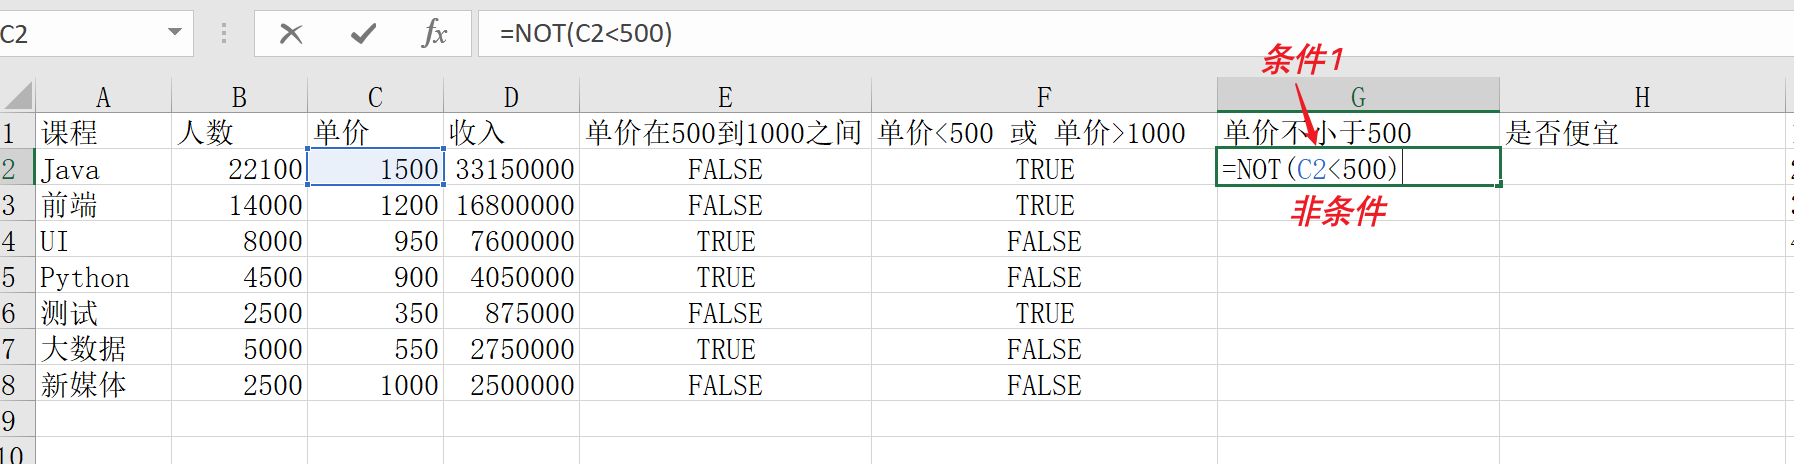 C2 fx =NOT(C2<500)
条件1
A B C D E F G H
1 课程 人数 单价 收入 单价在500到1000之间 单价<500 或 单价>1000 单价不小于500 是否便宜
2 Java 22100 1500 33150000 FALSE TRUE =NOT(C2<500)
3 前端 14000 1200 16800000 FALSE TRUE 非条件
4 UI 8000 950 7600000 TRUE FALSE
5 Python 4500 900 4050000 TRUE FALSE
6 测试 2500 350 875000 FALSE TRUE
7 大数据 5000 550 2750000 TRUE FALSE
8 新媒体 2500 1000 2500000 FALSE FALSE
9
10